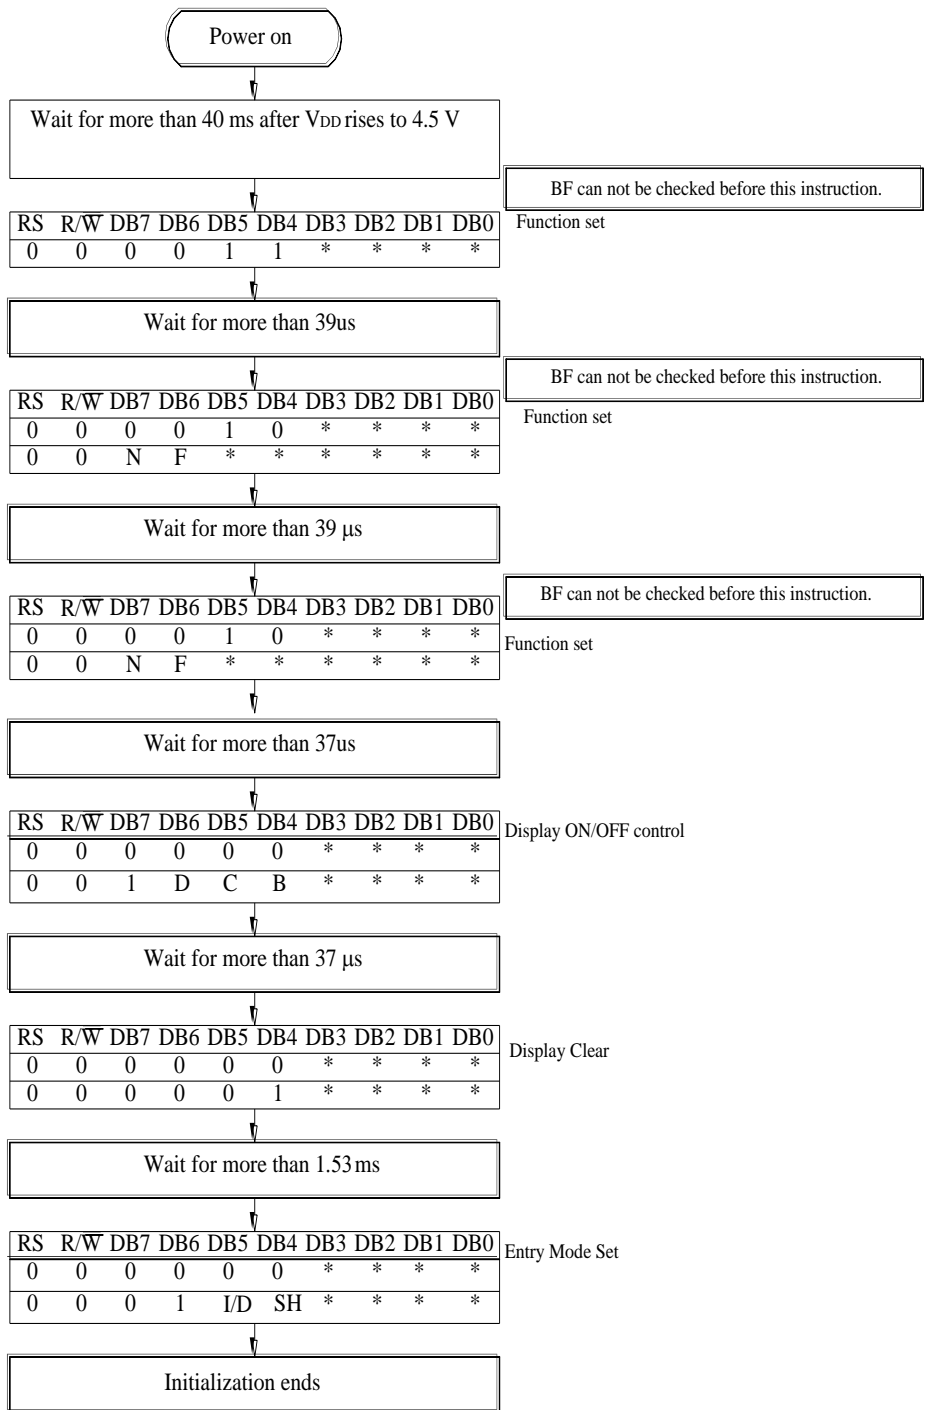 Power on
Wait for more than 40 ms after VDD rises to 4.5 V
BF can not be checked before this instruction.
RS R/W̅ DB7 DB6 DB5 DB4 DB3 DB2 DB1 DB0
Function set
0 0 0 0 1 1 * * * *
Wait for more than 39us
BF can not be checked before this instruction.
RS R/W̅ DB7 DB6 DB5 DB4 DB3 DB2 DB1 DB0
Function set
0 0 0 0 1 0 * * * *
0 0 N F * * * * * *
Wait for more than 39 μs
BF can not be checked before this instruction.
RS R/W̅ DB7 DB6 DB5 DB4 DB3 DB2 DB1 DB0
0 0 0 0 1 0 * * * *
Function set
0 0 N F * * * * * *
Wait for more than 37us
RS R/W̅ DB7 DB6 DB5 DB4 DB3 DB2 DB1 DB0
Display ON/OFF control
0 0 0 0 0 0 * * * *
0 0 1 D C B * * * *
Wait for more than 37 μs
RS R/W̅ DB7 DB6 DB5 DB4 DB3 DB2 DB1 DB0
Display Clear
0 0 0 0 0 0 * * * *
0 0 0 0 0 1 * * * *
Wait for more than 1.53ms
RS R/W̅ DB7 DB6 DB5 DB4 DB3 DB2 DB1 DB0
Entry Mode Set
0 0 0 0 0 0 * * * *
0 0 0 1 I/D SH * * * *
Initialization ends